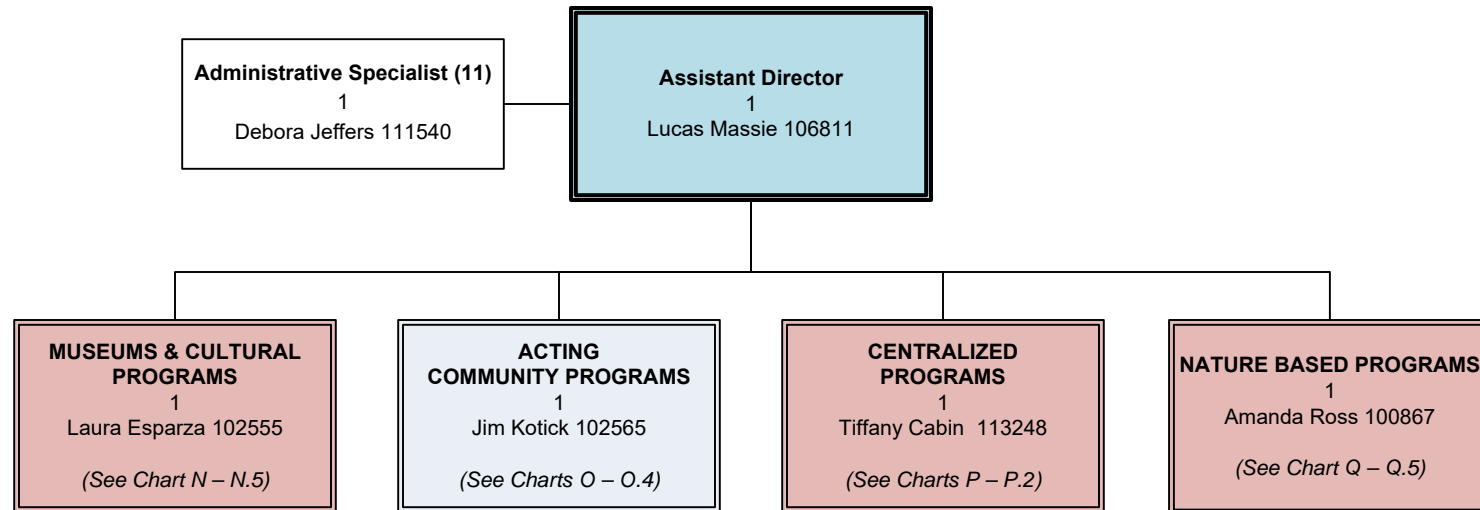 Administrative Specialist (11)
1
Debora Jeffers 111540
Assistant Director
1
Lucas Massie 106811
MUSEUMS & CULTURAL
PROGRAMS
1
Laura Esparza 102555
(See Chart N – N.5)
ACTING
COMMUNITY PROGRAMS
1
Jim Kotick 102565
(See Charts O – O.4)
CENTRALIZED
PROGRAMS
1
Tiffany Cabin 113248
(See Charts P – P.2)
NATURE BASED PROGRAMS
1
Amanda Ross 100867
(See Chart Q – Q.5)